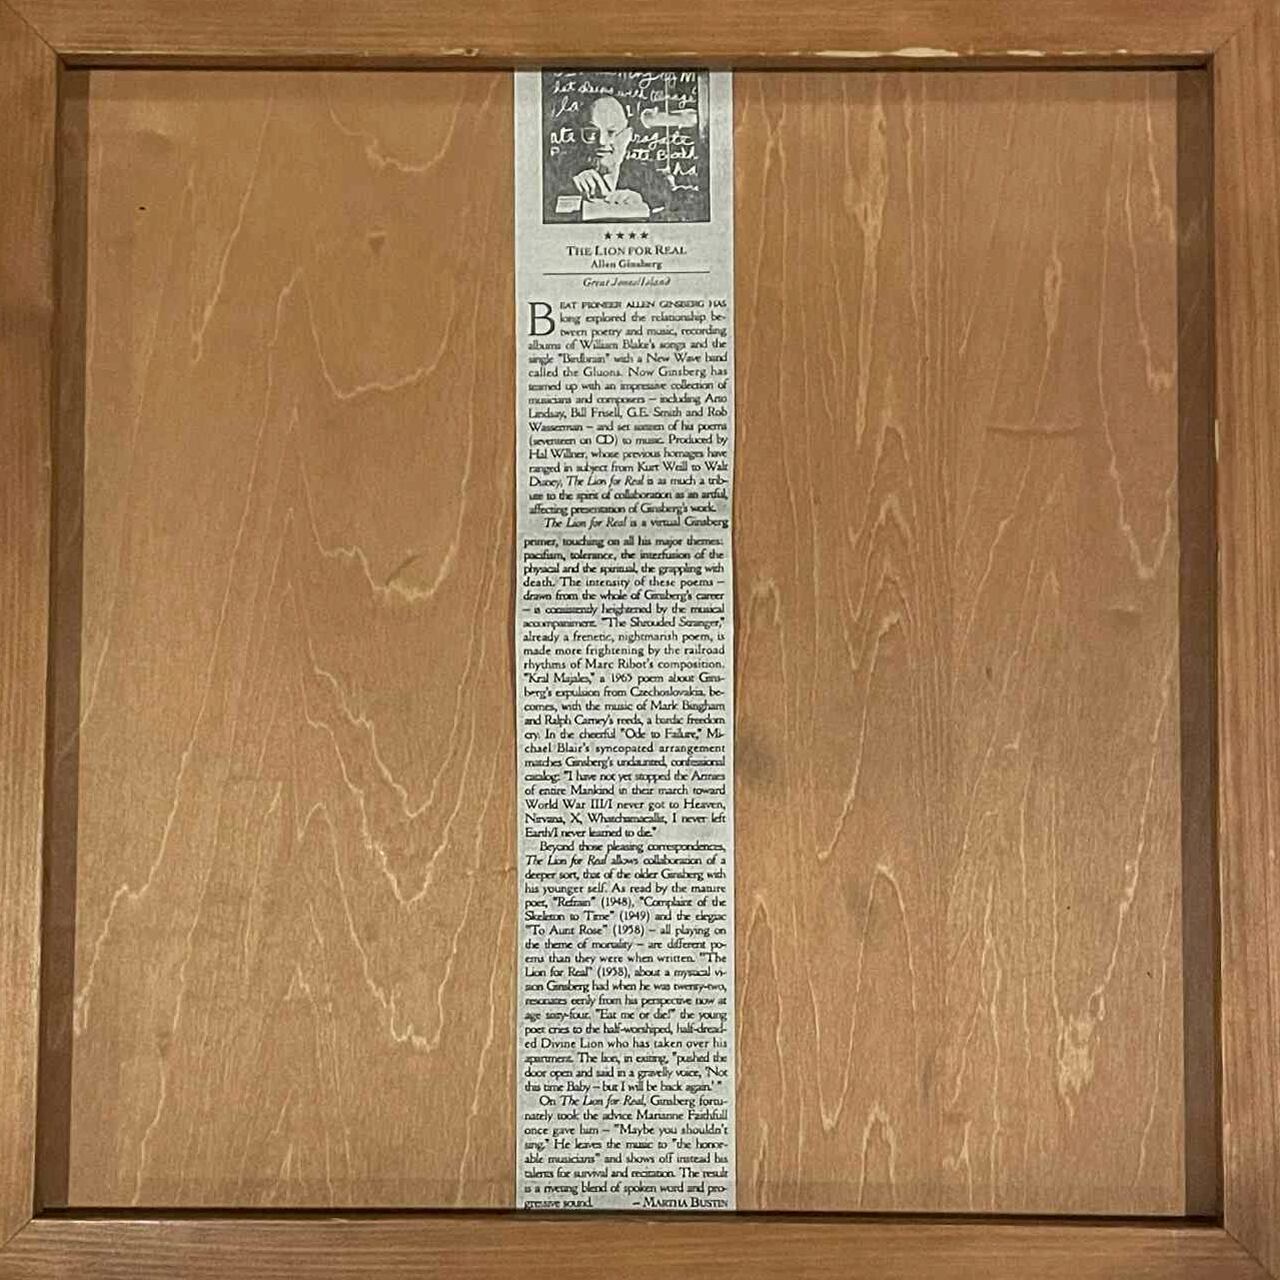 ate
★★★★
THE LION FOR REAL
Allen Ginsberg
Great Jones/Island
BEAT PIONEER ALLEN GINSBERG HAS
long explored the relationship be-
tween poetry and music, recording
albums of William Blake's songs and the
single "Birdbrain" with a New Wave band
called the Gluons. Now Ginsberg has
teamed up with an impressive collection of
musicians and composers – including Arto
Lindsay, Bill Frisell, G.E. Smith and Rob
Wasserman – and set sixteen of his poems
(seventeen on CD) to music. Produced by
Hal Willner, whose previous homages have
ranged in subject from Kurt Weill to Walt
Disney, The Lion for Real is as much a trib-
ute to the spirit of collaboration as an artful,
affecting presentation of Ginsberg's work.
The Lion for Real is a virtual Ginsberg
primer, touching on all his major themes:
pacifism, tolerance, the interfusion of the
physical and the spiritual, the grappling with
death. The intensity of these poems –
drawn from the whole of Ginsberg's career
– is consistently heightened by the musical
accompaniment. "The Shrouded Stranger,"
already a frenetic, nightmarish poem, is
made more frightening by the railroad
rhythms of Marc Ribot's composition.
"Kral Majales," a 1965 poem about Gins-
berg's expulsion from Czechoslovakia, be-
comes, with the music of Mark Bingham
and Ralph Carney's reeds, a bardic freedom
cry. In the cheerful "Ode to Failure," Mi-
chael Blair's syncopated arrangement
matches Ginsberg's undaunted, confessional
catalog: "I have not yet stopped the Armies
of entire Mankind in their march toward
World War III/I never got to Heaven,
Nirvana, X, Whatchamacallit, I never left
Earth/I never learned to die."
Beyond those pleasing correspondences,
The Lion for Real allows collaboration of a
deeper sort, that of the older Ginsberg with
his younger self. As read by the mature
poet, "Refrain" (1948), "Complaint of the
Skeleton to Time" (1949) and the elegiac
"To Aunt Rose" (1958) – all playing on
the theme of mortality – are different po-
ems than they were when written. "The
Lion for Real" (1958), about a mystical vi-
sion Ginsberg had when he was twenty-two,
resonates eerily from his perspective now at
age sixty-four. "Eat me or die!" the young
poet cries to the half-worshiped, half-dread-
ed Divine Lion who has taken over his
apartment. The lion, in exiting, "pushed the
door open and said in a gravelly voice, 'Not
this time Baby – but I will be back again.' "
On The Lion for Real, Ginsberg fortu-
nately took the advice Marianne Faithfull
once gave him – "Maybe you shouldn't
sing." He leaves the music to "the honor-
able musicians" and shows off instead his
talents for survival and recitation. The result
is a riveting blend of spoken word and pro-
gressive sound. – MARTHA BUSTIN